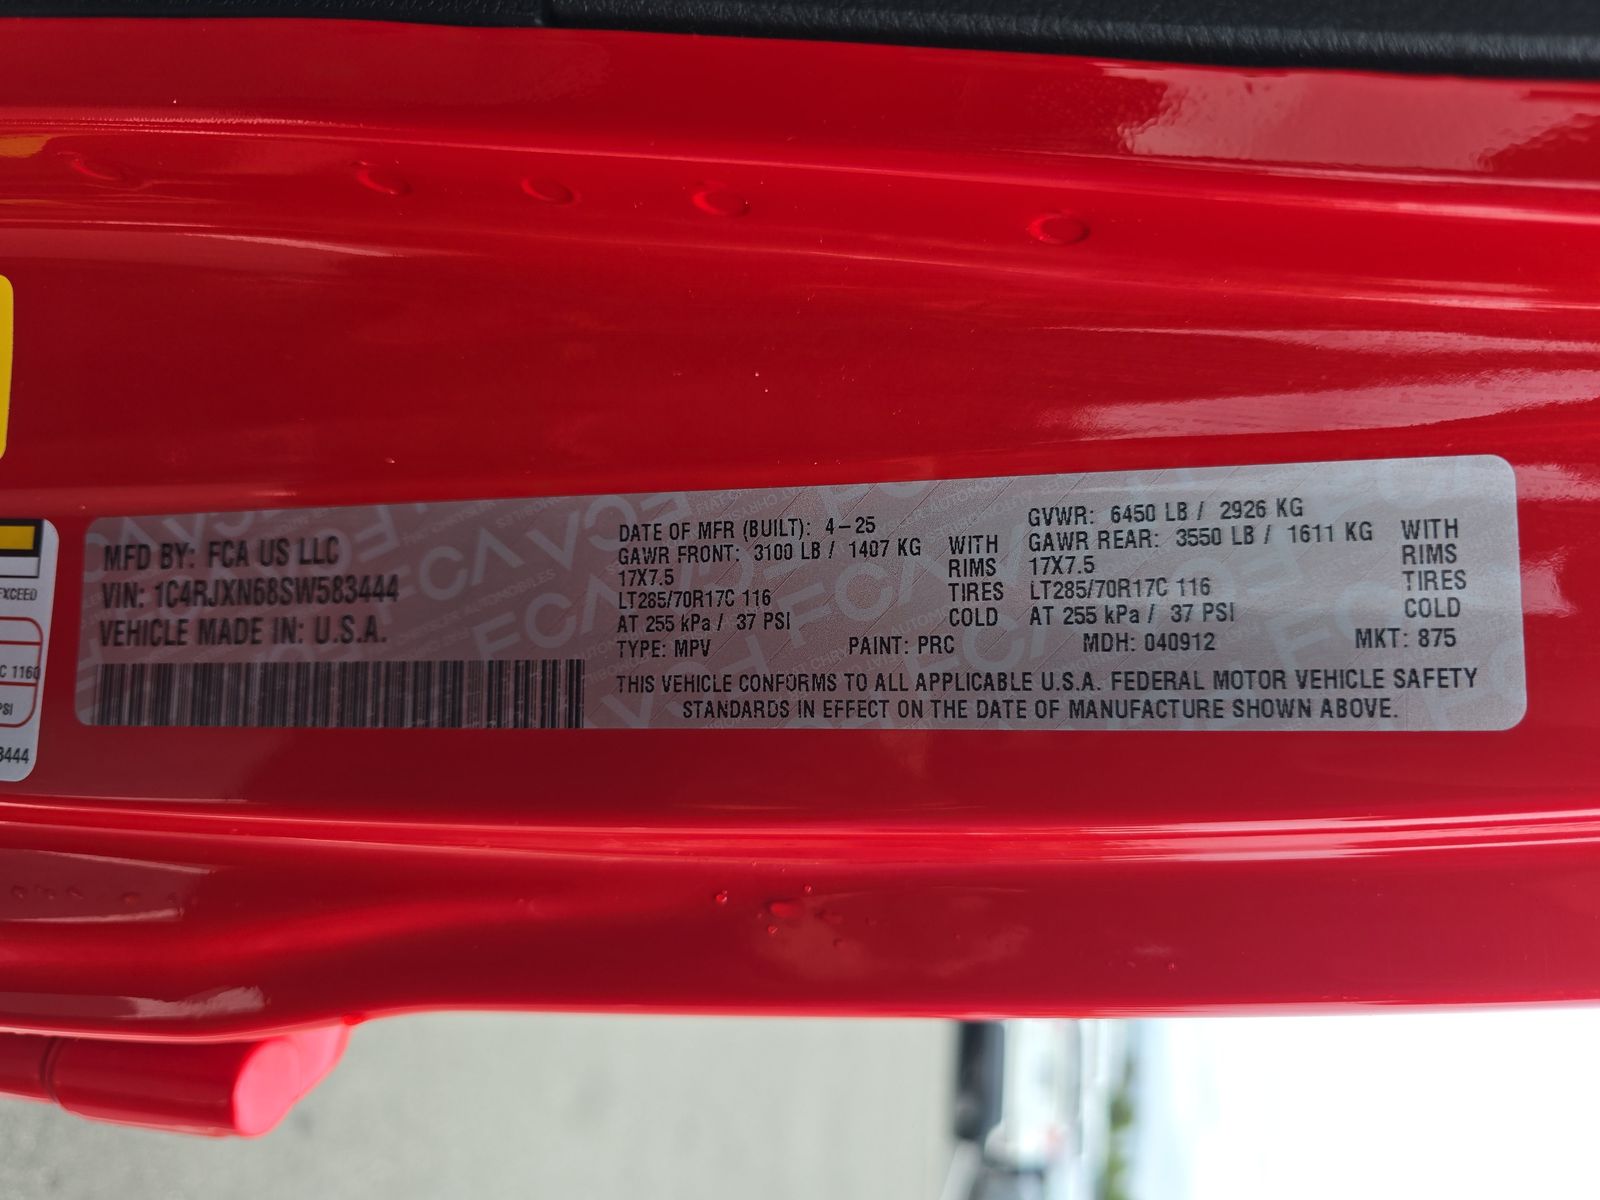 MFD BY: FCA US LLC
VIN: 1C4RJXN68SW583444
VEHICLE MADE IN: U.S.A.
DATE OF MFR (BUILT): 4-25
GAWR FRONT: 3100 LB / 1407 KG WITH
17X7.5 RIMS
LT285/70R17C 116 TIRES
AT 255 kPa / 37 PSI COLD
GVWR: 6450 LB / 2926 KG
GAWR REAR: 3550 LB / 1611 KG WITH
17X7.5 RIMS
LT285/70R17C 116 TIRES
AT 255 kPa / 37 PSI COLD
TYPE: MPV PAINT: PRC MDH: 040912 MKT: 875
THIS VEHICLE CONFORMS TO ALL APPLICABLE U.S.A. FEDERAL MOTOR VEHICLE SAFETY
STANDARDS IN EFFECT ON THE DATE OF MANUFACTURE SHOWN ABOVE.
EXCEED
C 116
PSI
3444